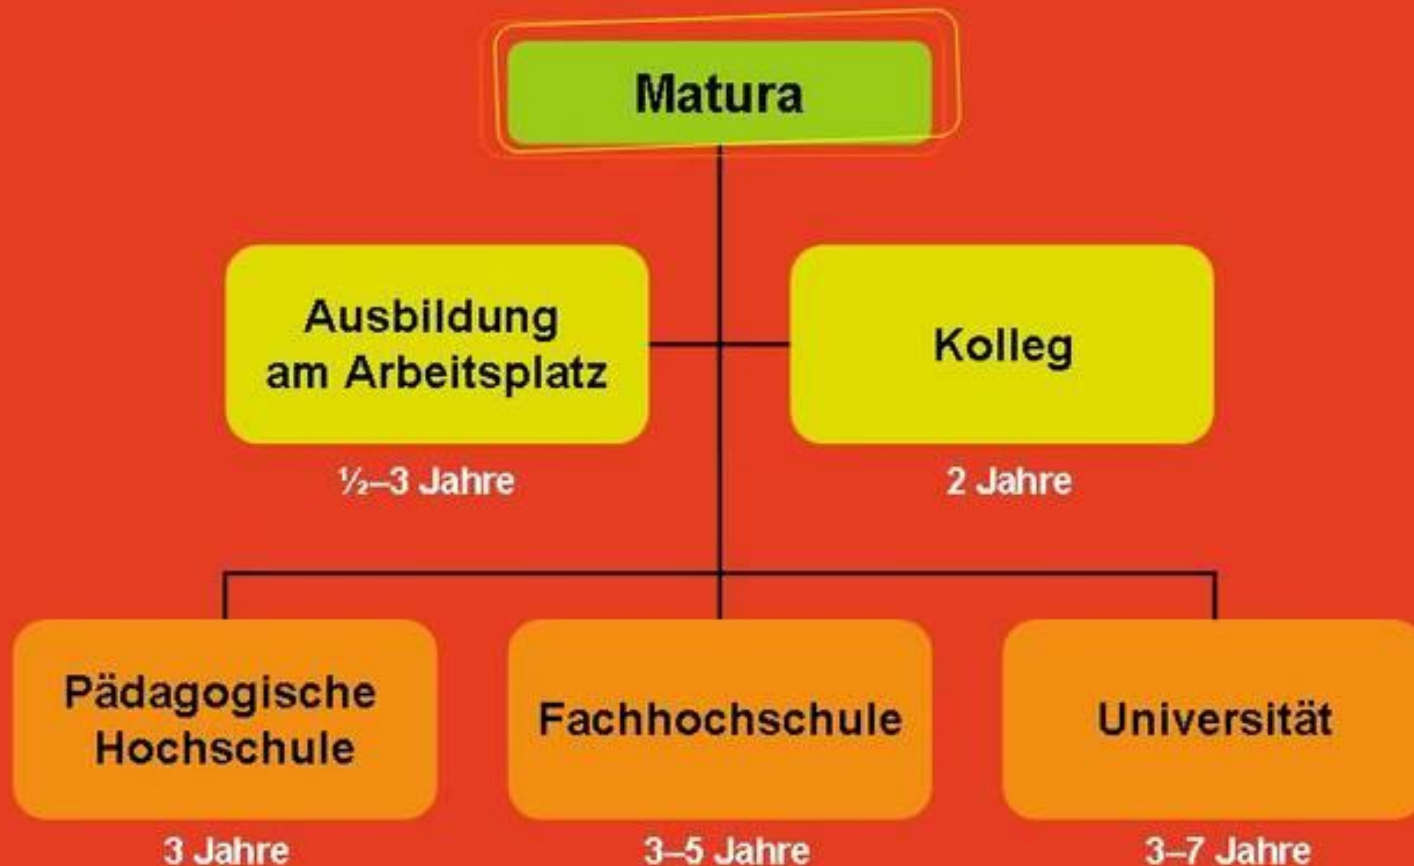 Matura
Ausbildung
am Arbeitsplatz
½–3 Jahre
Kolleg
2 Jahre
Pädagogische
Hochschule
3 Jahre
Fachhochschule
3–5 Jahre
Universität
3–7 Jahre